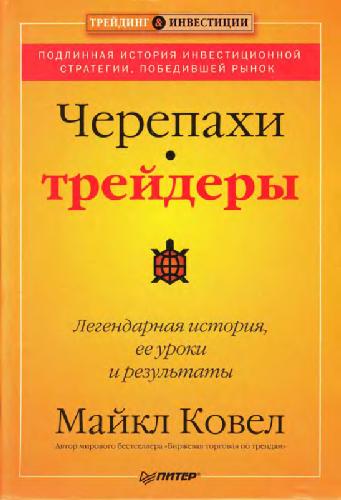 ТРЕЙДИНГ & ИНВЕСТИЦИИ
ПОДЛИННАЯ ИСТОРИЯ ИНВЕСТИЦИОННОЙ
СТРАТЕГИИ, ПОБЕДИВШЕЙ РЫНОК
Черепахи
•
трейдеры
Легендарная история,
ее уроки
и результаты
Майкл Ковел
Автор мирового бестселлера «Биржевая торговля по трендам»
ПИТЕР